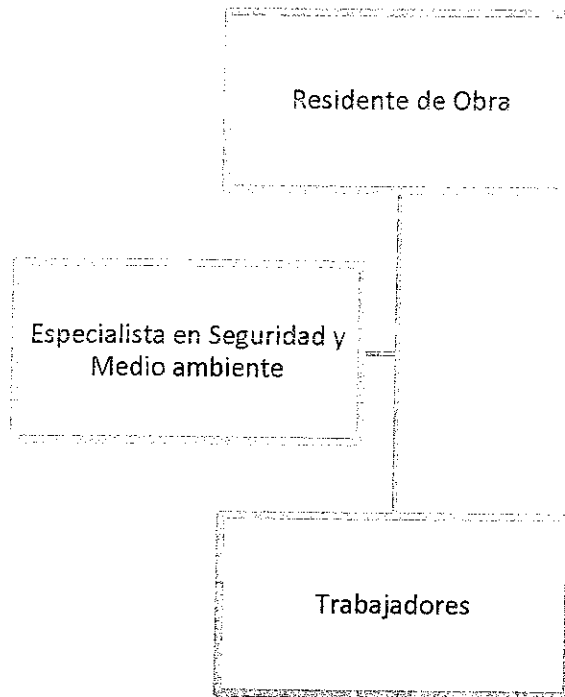 Residente de Obra
Especialista en Seguridad y
Medio ambiente
Trabajadores